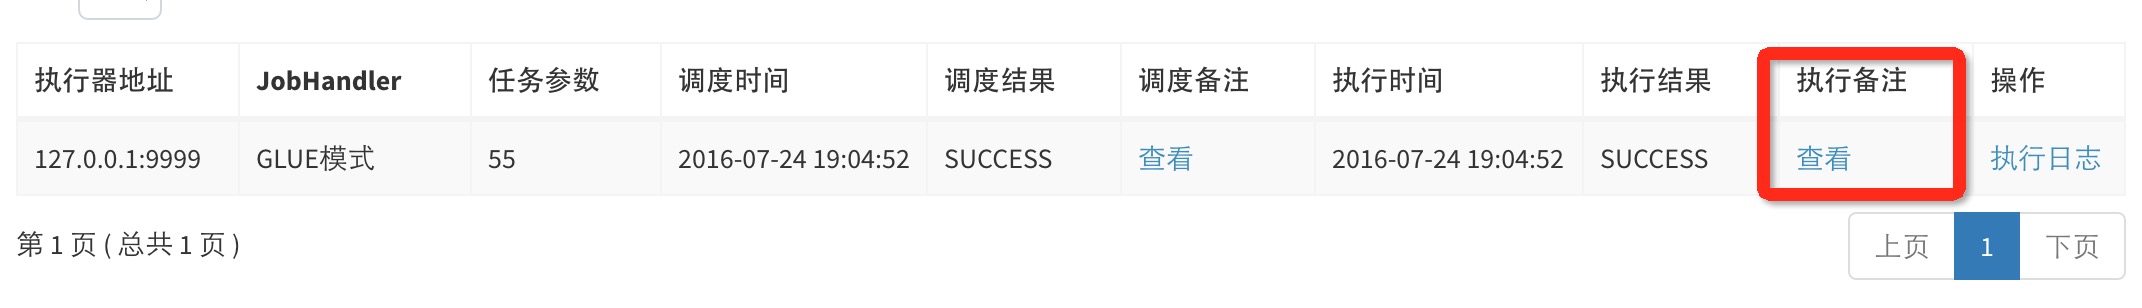 执行器地址 JobHandler 任务参数 调度时间 调度结果 调度备注 执行时间 执行结果 执行备注 操作
127.0.0.1:9999 GLUE模式 55 2016-07-24 19:04:52 SUCCESS 查看 2016-07-24 19:04:52 SUCCESS 查看 执行日志
第 1 页 ( 总共 1 页 ) 上页 1 下页